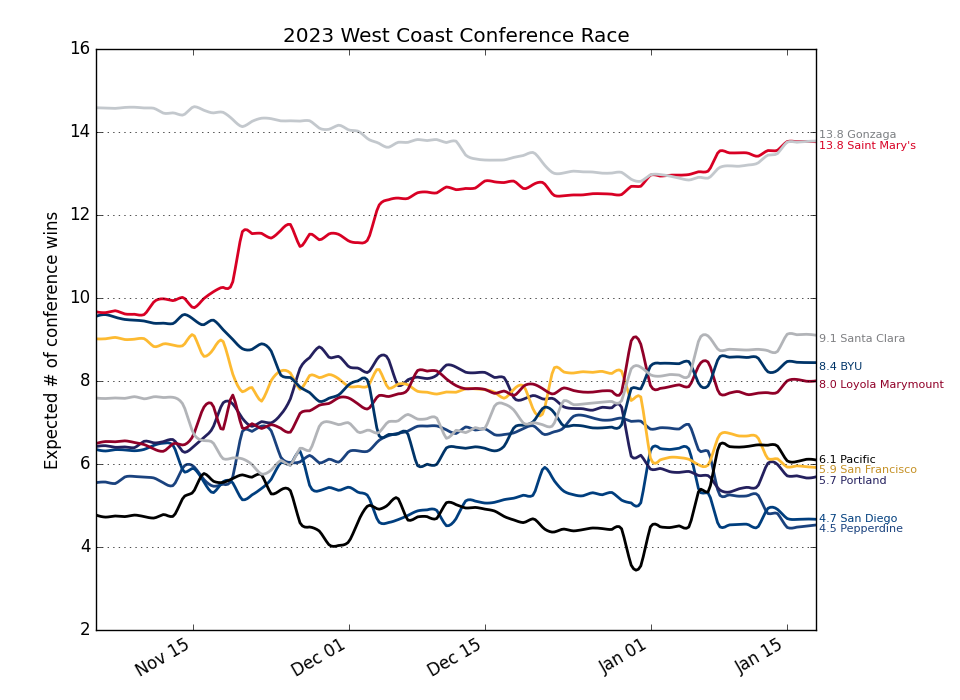 2023 West Coast Conference Race
Expected # of conference wins
16
14
12
10
8
6
4
2
Nov 15
Dec 01
Dec 15
Jan 01
Jan 15
13.8 Gonzaga
13.8 Saint Mary's
9.1 Santa Clara
8.4 BYU
8.0 Loyola Marymount
6.1 Pacific
5.9 San Francisco
5.7 Portland
4.7 San Diego
4.5 Pepperdine